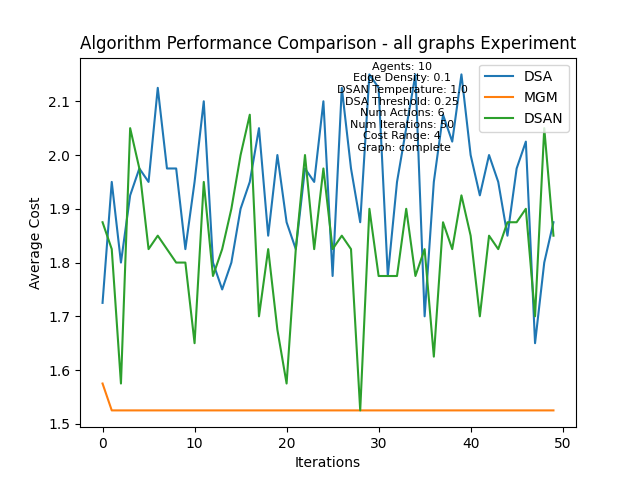 Algorithm Performance Comparison - all graphs Experiment
Agents: 10
Edge Density: 0.1
DSAN Temperature: 1 0
DSA Threshold: 0.25
Num Actions: 6
Num Iterations: 50
Cost Range: 4
Graph: complete
DSA
MGM
DSAN
Average Cost
2.1
2.0
1.9
1.8
1.7
1.6
1.5
0
10
20
30
40
50
Iterations